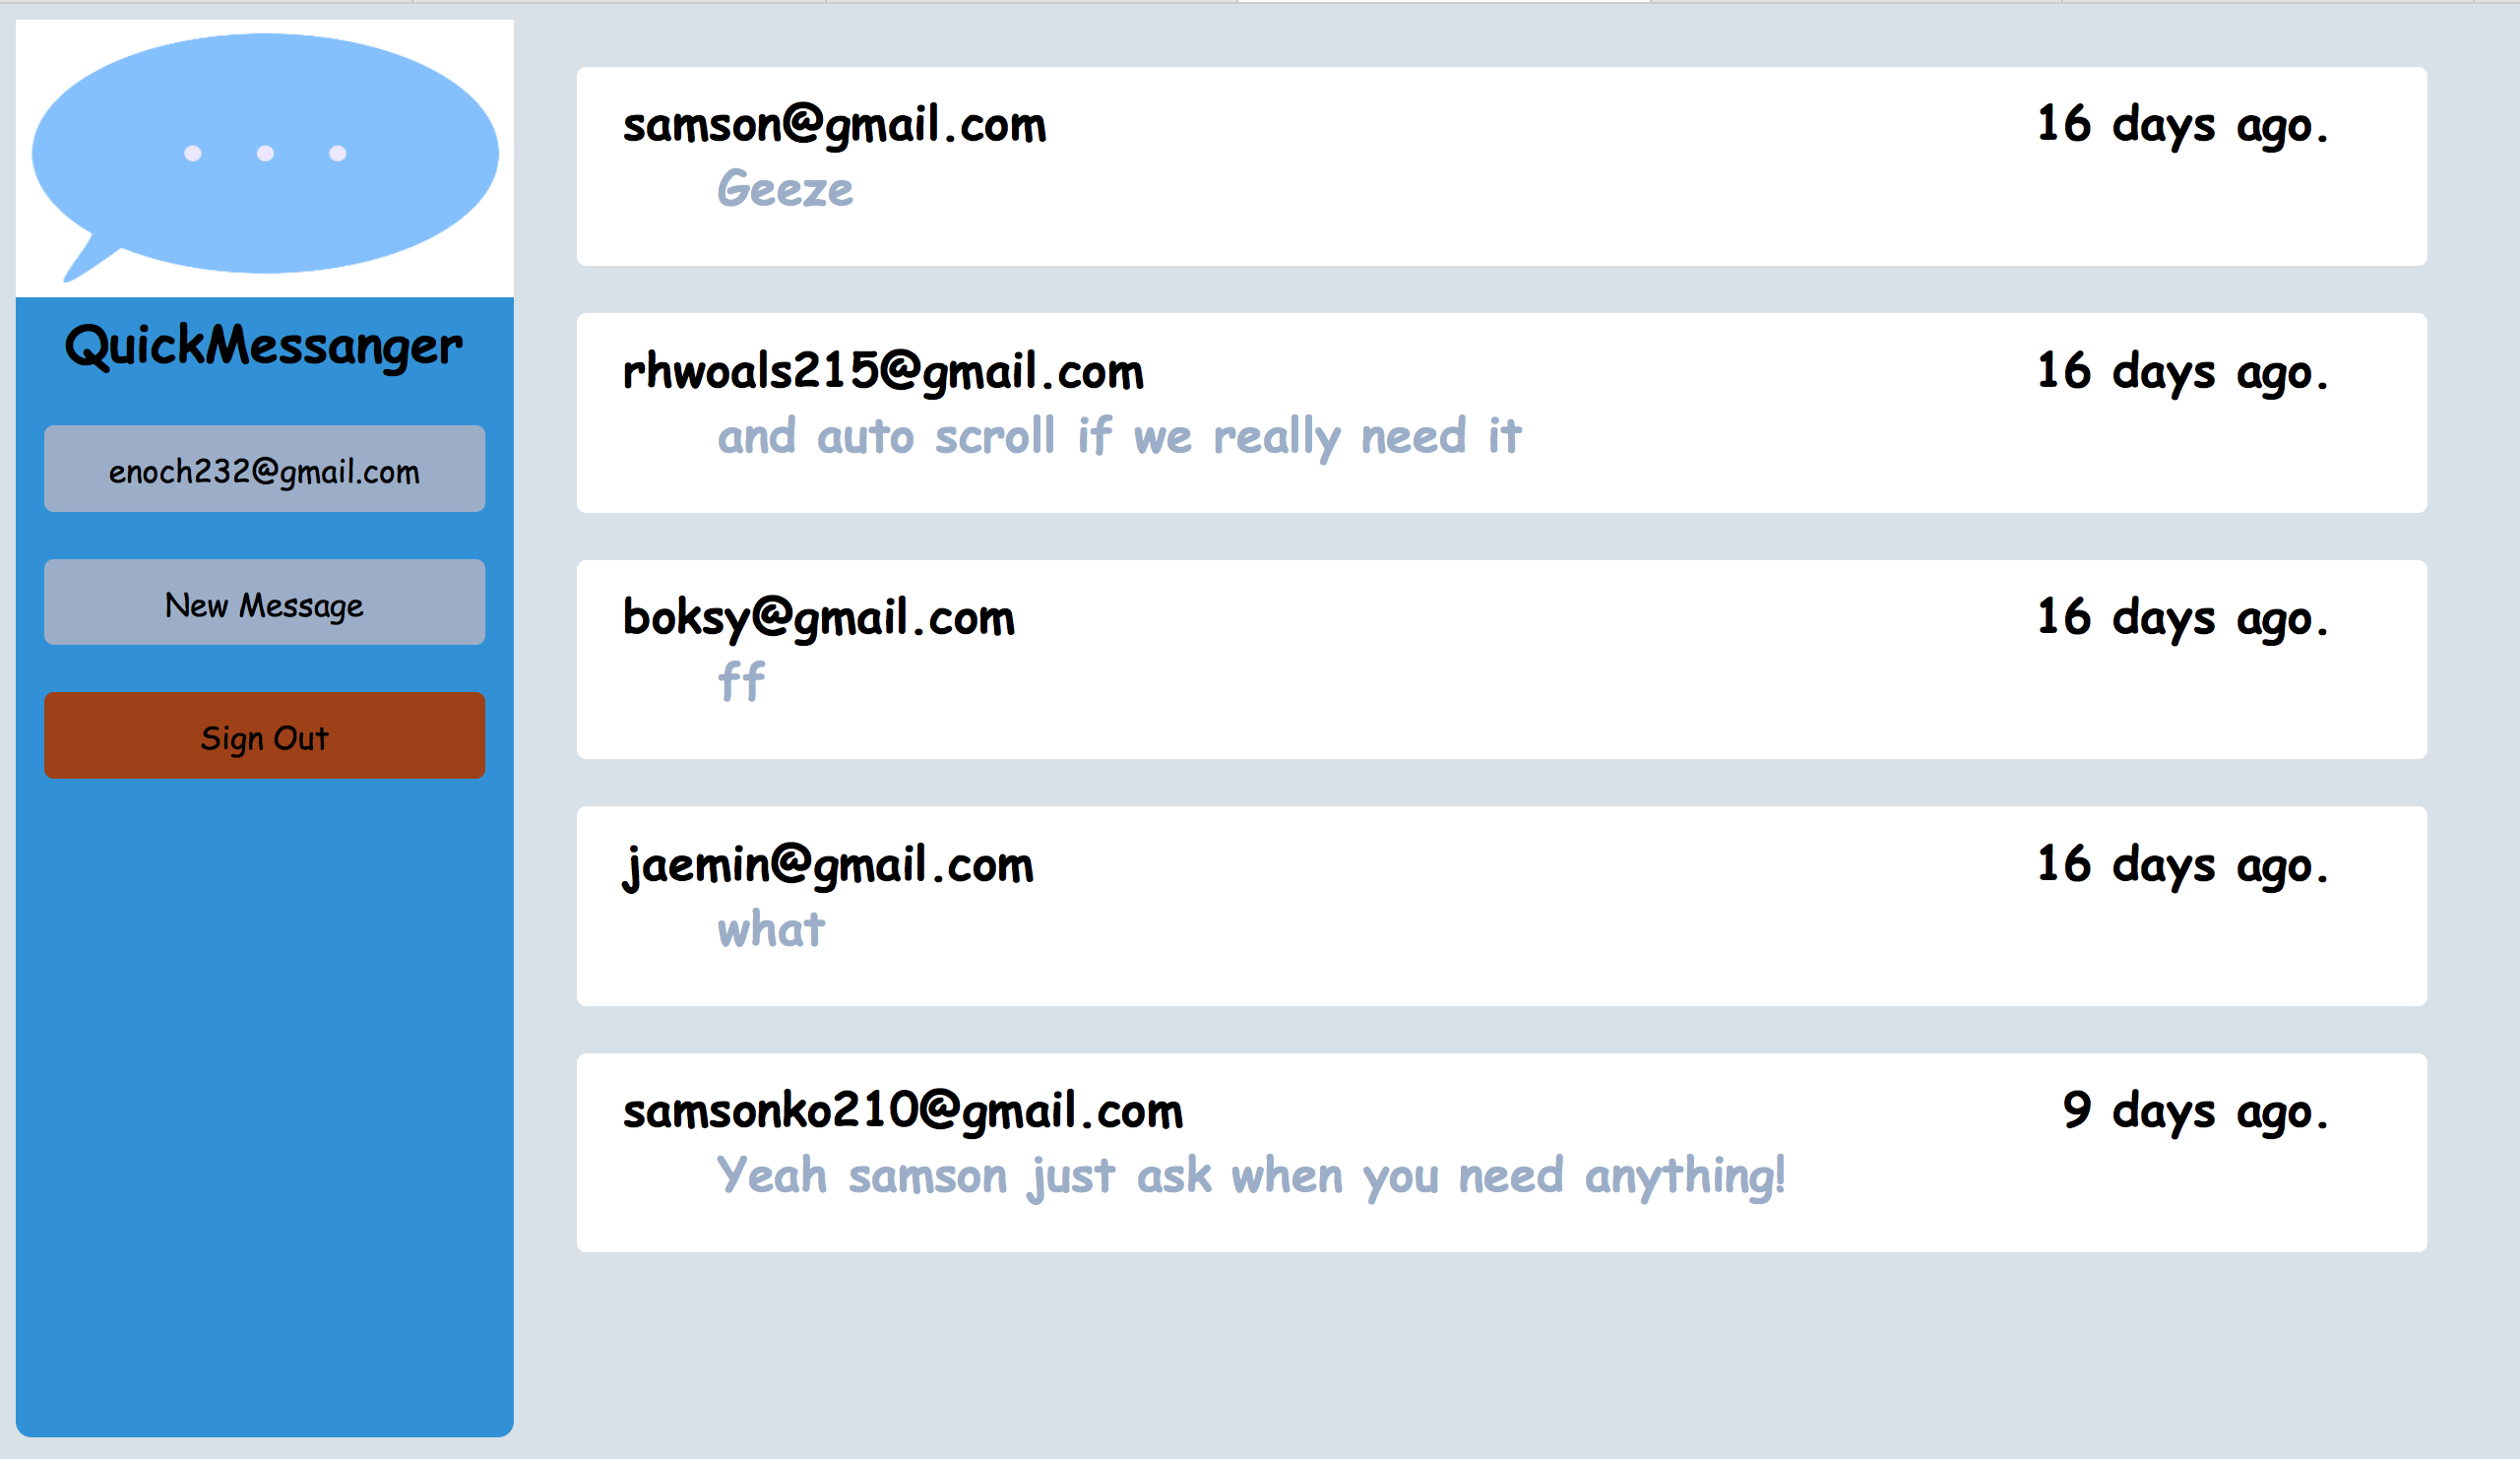 QuickMessanger
enoch232@gmail.com
New Message
Sign Out
samson@gmail.com 16 days ago.
Geeze
rhwoals215@gmail.com 16 days ago.
and auto scroll if we really need it
boksy@gmail.com 16 days ago.
ff
jaemin@gmail.com 16 days ago.
what
samsonko210@gmail.com 9 days ago.
Yeah samson just ask when you need anything!